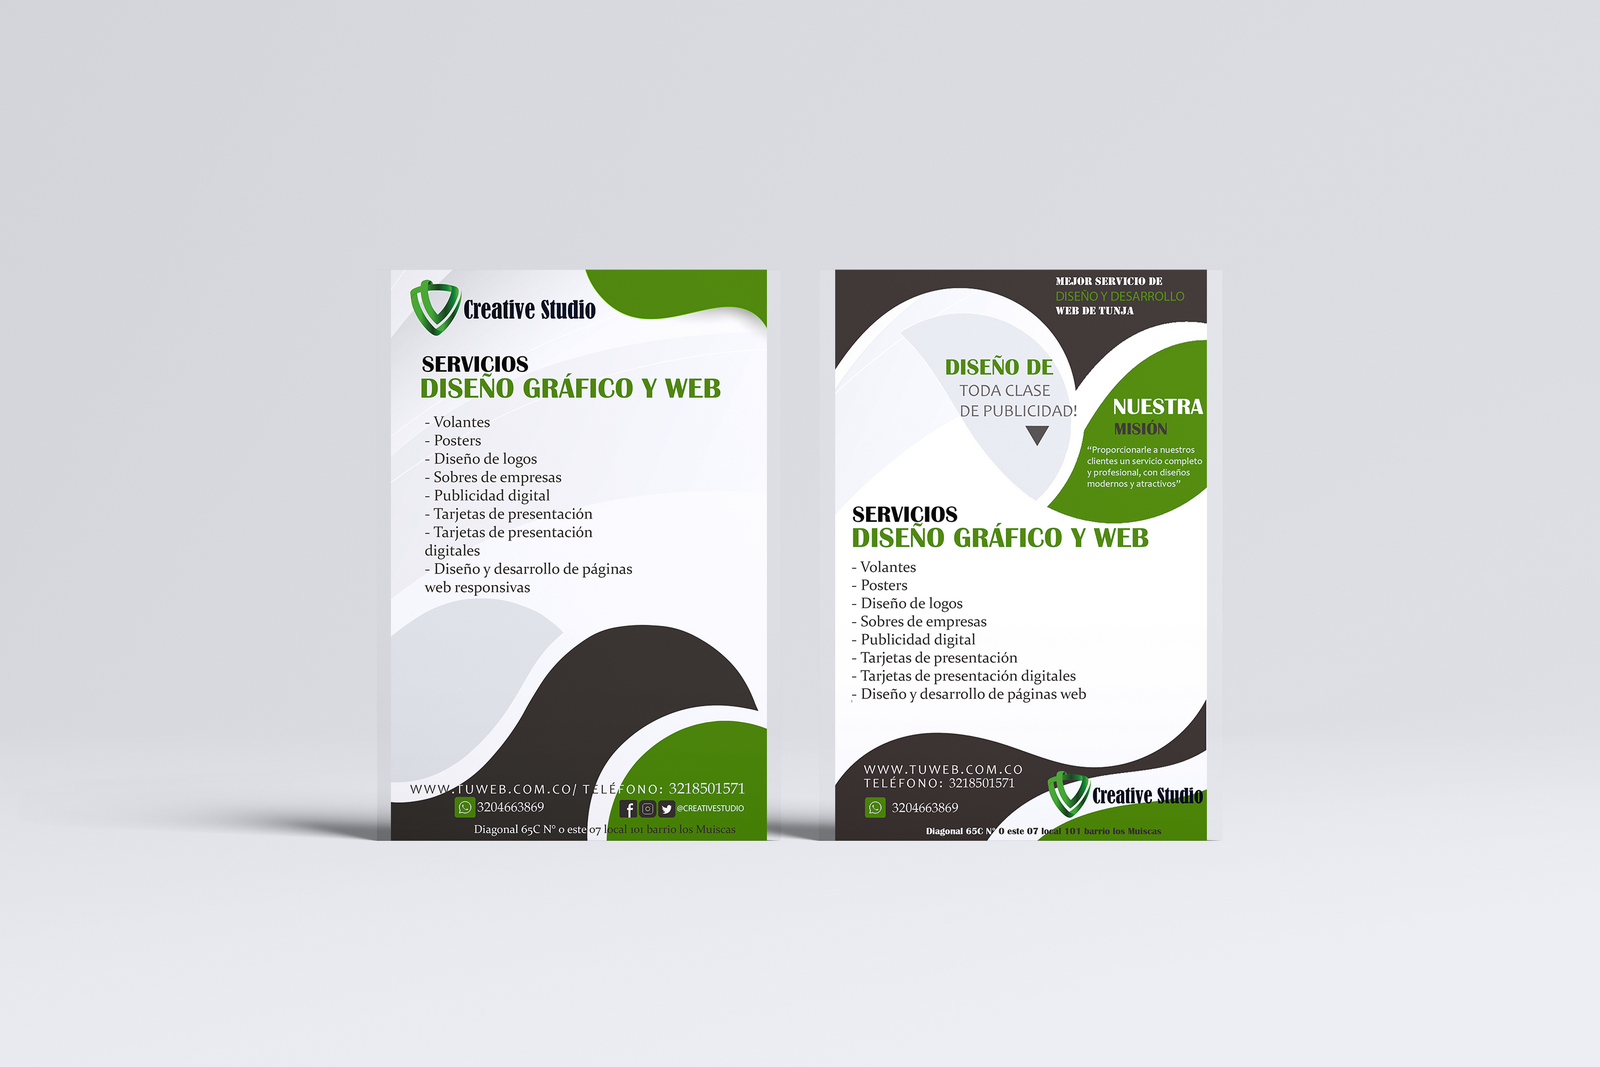 Creative Studio
SERVICIOS
DISEÑO GRÁFICO Y WEB
- Volantes
- Posters
- Diseño de logos
- Sobres de empresas
- Publicidad digital
- Tarjetas de presentación
- Tarjetas de presentación
digitales
- Diseño y desarrollo de páginas
web responsivas
WWW.TUWEB.COM.CO/ TELÉFONO: 3218501571
3204663869
@CREATIVESTUDIO
Diagonal 65C N° 0 este 07 local 101 barrio los Muiscas
MEJOR SERVICIO DE
DISEÑO Y DESARROLLO
WEB DE TUNJA
DISEÑO DE
TODA CLASE
DE PUBLICIDAD!
NUESTRA
MISIÓN
“Proporcionarle a nuestros
clientes un servicio completo
y profesional, con diseños
modernos y atractivos”
SERVICIOS
DISEÑO GRÁFICO Y WEB
- Volantes
- Posters
- Diseño de logos
- Sobres de empresas
- Publicidad digital
- Tarjetas de presentación
- Tarjetas de presentación digitales
- Diseño y desarrollo de páginas web
WWW.TUWEB.COM.CO
TELÉFONO: 3218501571
3204663869
Creative Studio
Diagonal 65C N° 0 este 07 local 101 barrio los Muiscas